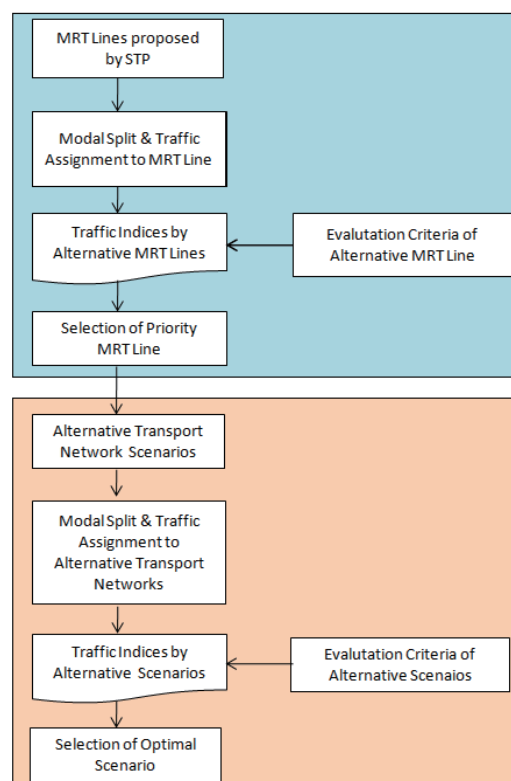 MRT Lines proposed
by STP
Modal Split & Traffic
Assignment to MRT Line
Traffic Indices by
Alternative MRT Lines
Evalutation Criteria of
Alternative MRT Line
Selection of Priority
MRT Line
Alternative Transport
Network Scenarios
Modal Split & Traffic
Assignment to
Alternative Transport
Networks
Traffic Indices by
Alternative Scenarios
Evalutation Criteria of
Alternative Scenaios
Selection of Optimal
Scenario